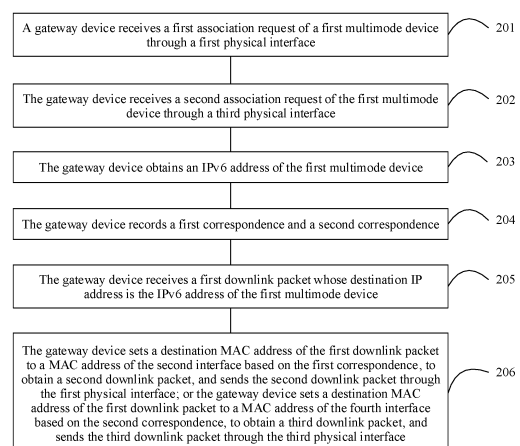 A gateway device receives a first association request of a first multimode device
through a first physical interface
201
The gateway device receives a second association request of the first multimode
device through a third physical interface
202
The gateway device obtains an IPv6 address of the first multimode device
203
The gateway device records a first correspondence and a second correspondence
204
The gateway device receives a first downlink packet whose destination IP
address is the IPv6 address of the first multimode device
205
The gateway device sets a destination MAC address of the first downlink packet
to a MAC address of the second interface based on the first correspondence, to
obtain a second downlink packet, and sends the second downlink packet through
the first physical interface; or the gateway device sets a destination MAC
address of the first downlink packet to a MAC address of the fourth interface
based on the second correspondence, to obtain a third downlink packet, and
sends the third downlink packet through the third physical interface
206